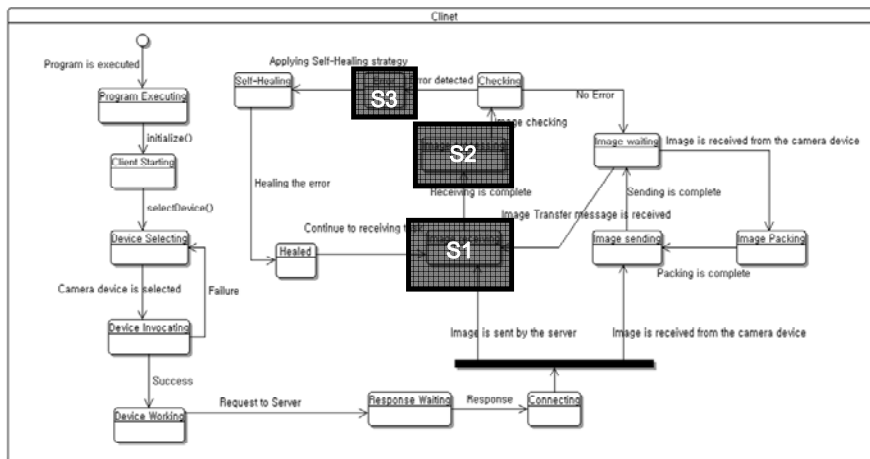 Clinet
Program is executed
Program Executing
initialize()
Client Starting
selectDevice()
Device Selecting
Camera device is selected
Failure
Device Invocating
Success
Device Working
Request to Server
Response Waiting
Response
Connecting
Image is sent by the server
Image is received from the camera device
Applying Self-Healing strategy
Self-Healing
S3
Error detected
Checking
No Error
Image checking
S2
Image waiting
Image is received from the camera device
Receiving is complete
Sending is complete
Healing the error
Image Transfer message is received
Continue to receiving task
S1
Healed
Image sending
Image Packing
Packing is complete